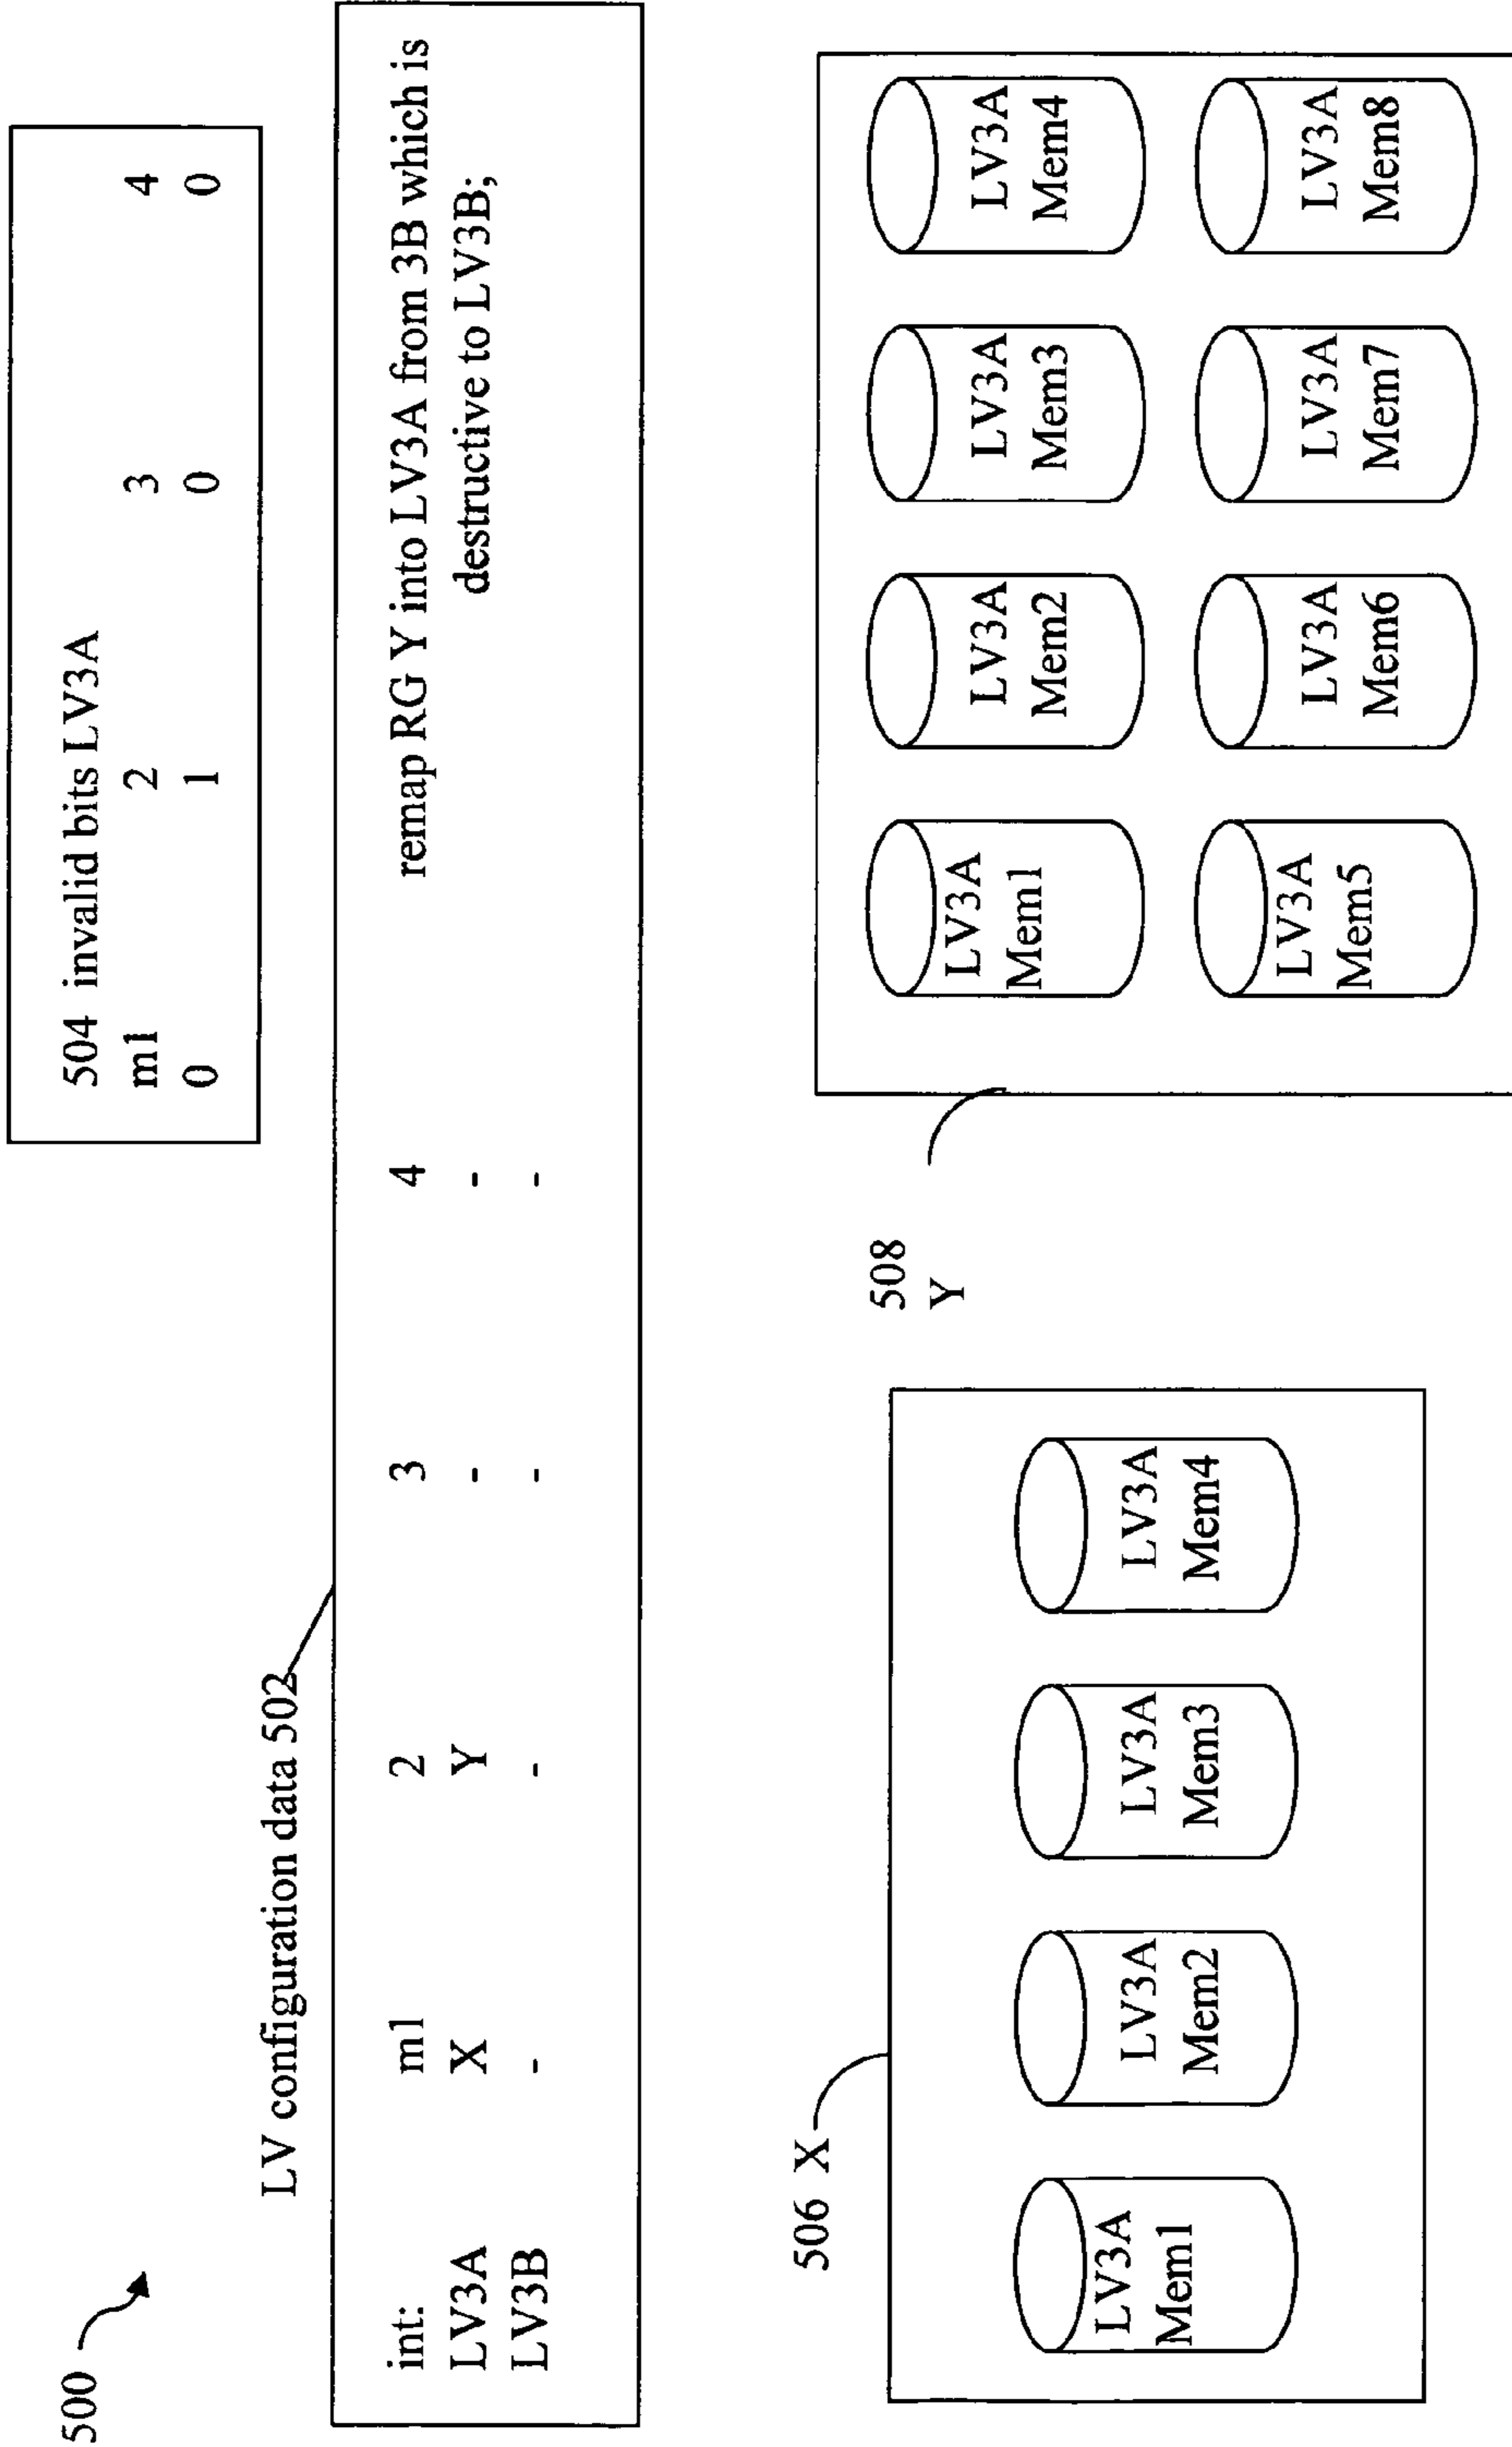 500
504 invalid bits LV3A
m1 2 3 4
0 1 0 0
LV configuration data 502
int: m1 2 3 4 remap RG Y into LV3A from 3B which is
LV3A X Y - - destructive to LV3B;
LV3B - - - -
506 X
LV3A
Mem1
LV3A
Mem2
LV3A
Mem3
LV3A
Mem4
508
Y
LV3A
Mem1
LV3A
Mem2
LV3A
Mem3
LV3A
Mem4
LV3A
Mem5
LV3A
Mem6
LV3A
Mem7
LV3A
Mem8